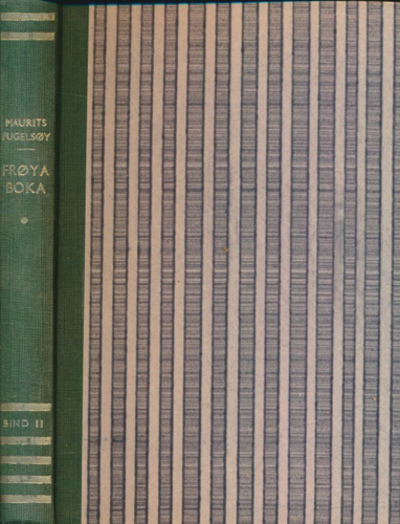 MAURITS
FUGELSØY
FRØYA
BOKA
BIND II